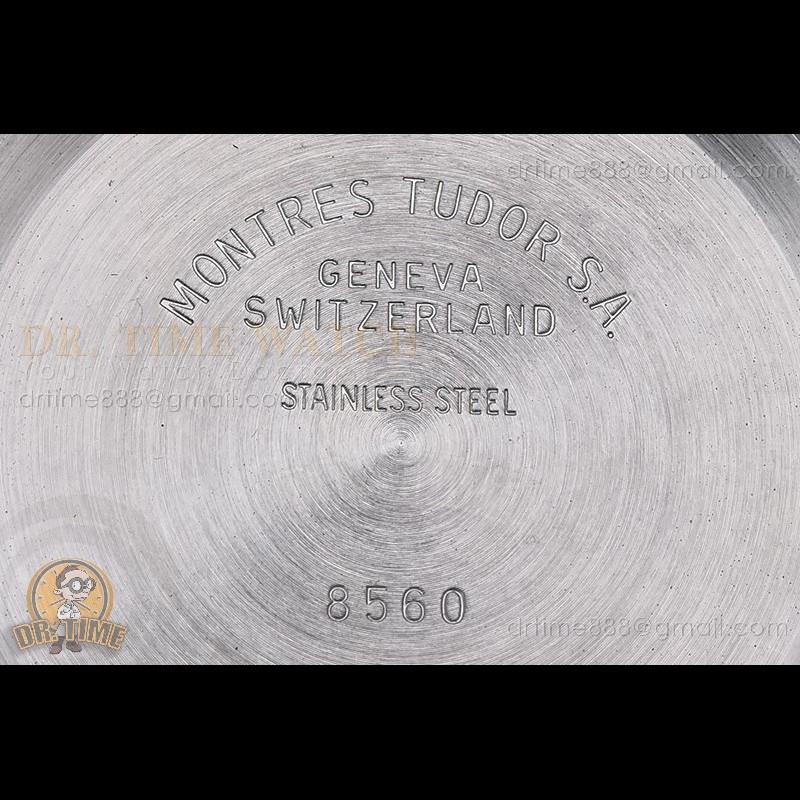 drtime888@gmail.com
MONTRES TUDOR S.A.
GENEVA
SWITZERLAND
DR. TIME WATCH
drtime888@gmail.co
STAINLESS STEEL
8560
DR. TIME
drtime888@gmail.com